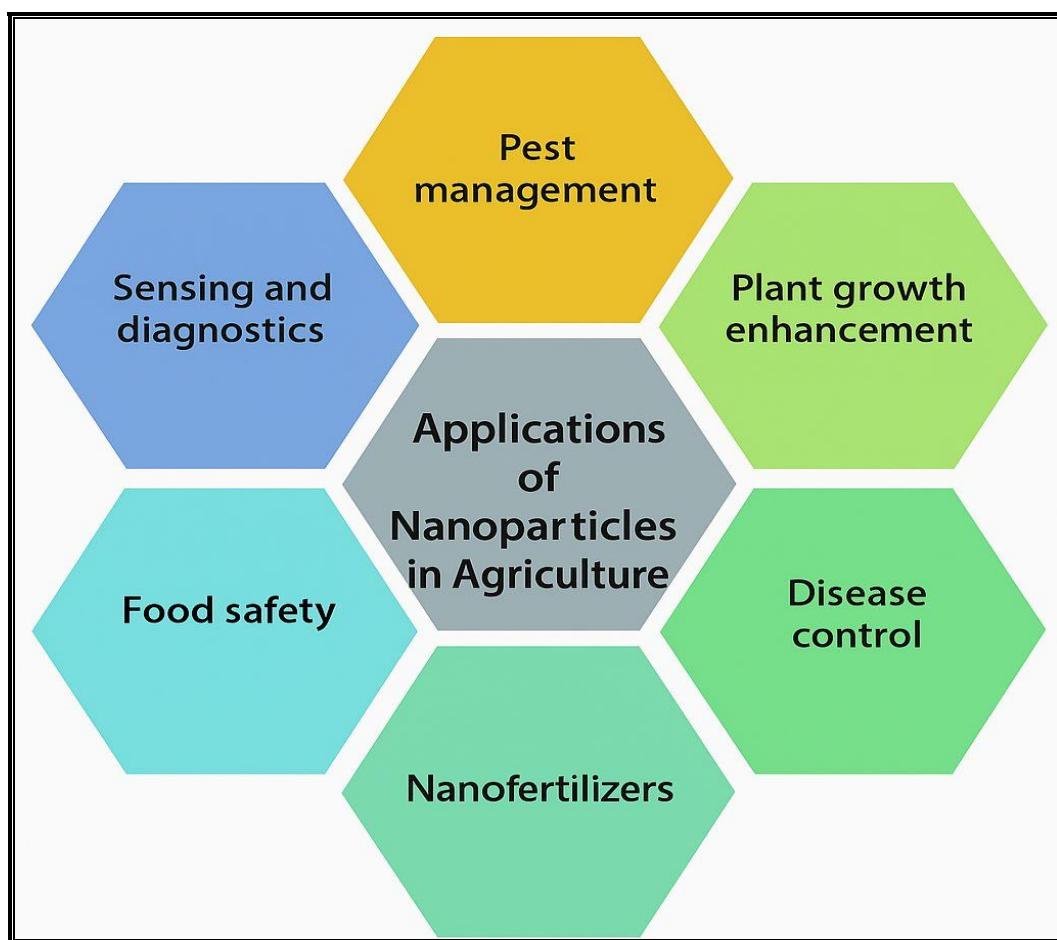 Pest
management
Sensing and
diagnostics
Plant growth
enhancement
Applications
of
Nanoparticles
in Agriculture
Food safety
Disease
control
Nanofertilizers